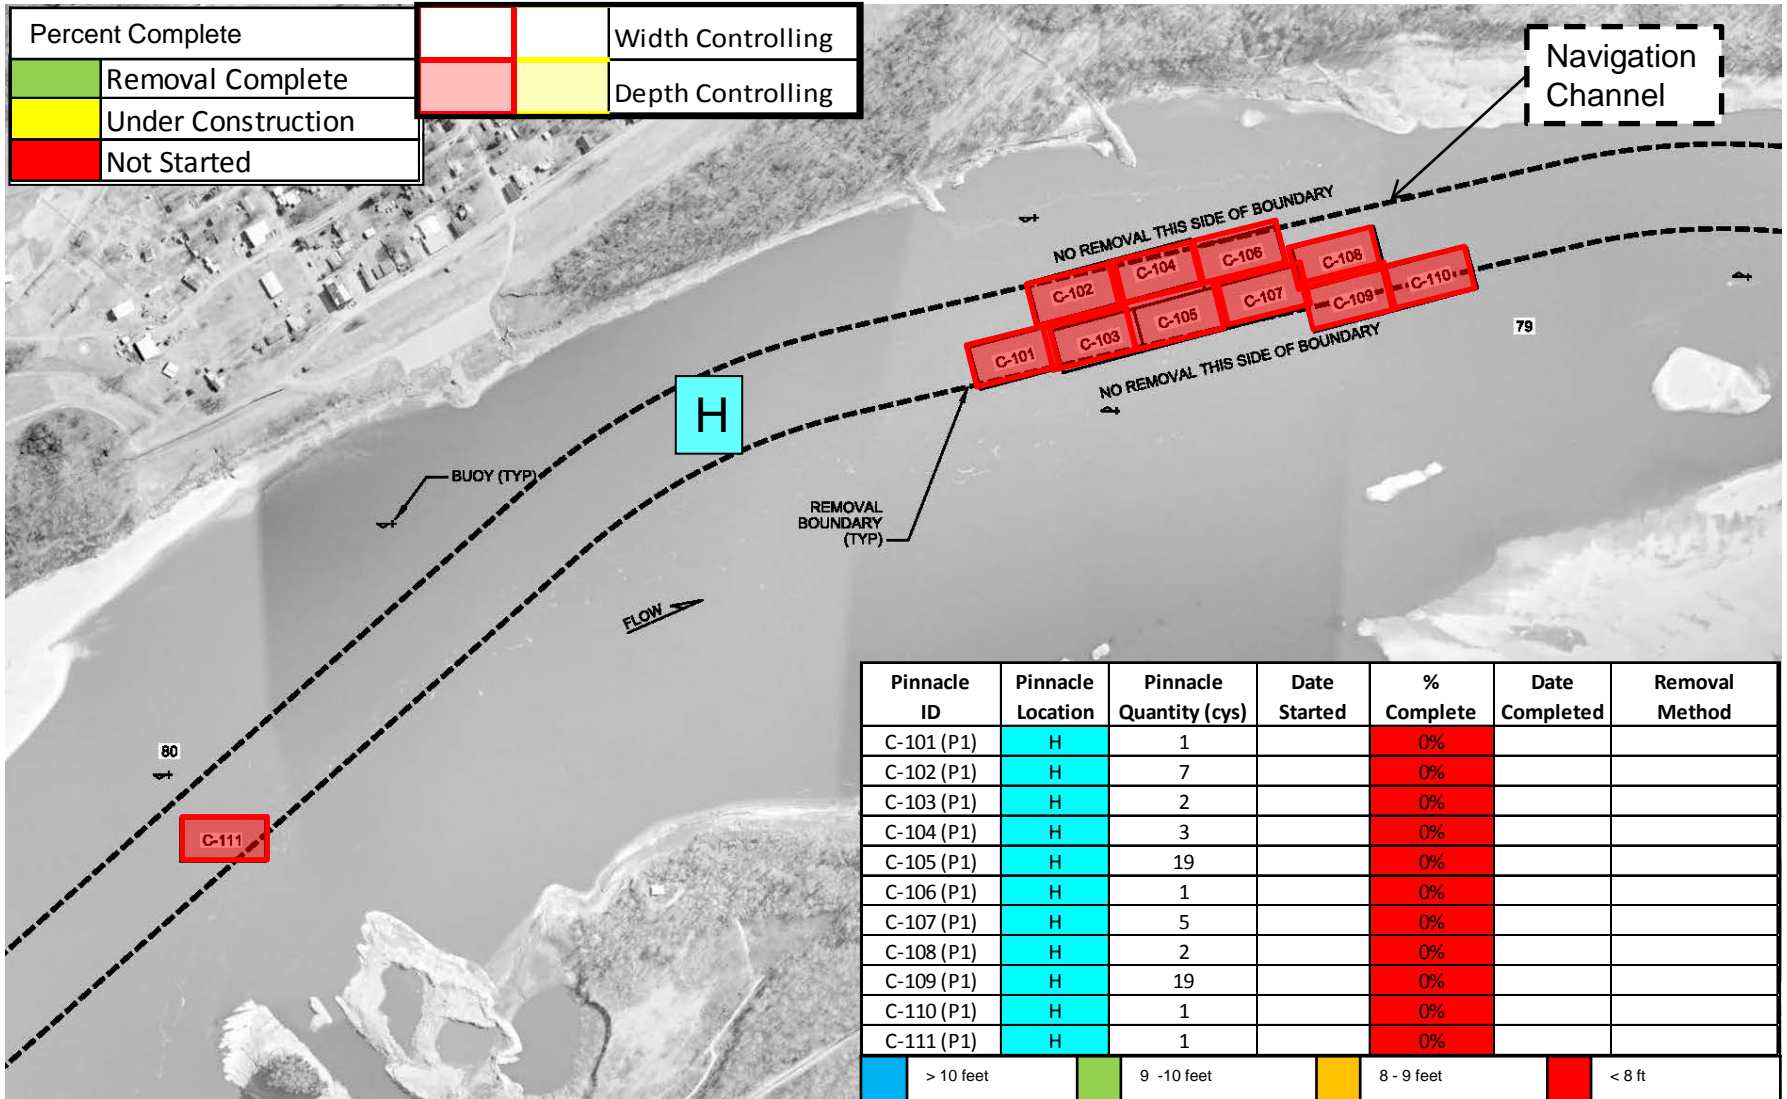 Percent Complete
Removal Complete
Under Construction
Not Started
Width Controlling
Depth Controlling
Navigation
Channel
NO REMOVAL THIS SIDE OF BOUNDARY
C-106
C-108
C-104
C-102
C-110
C-107
C-109
C-105
C-103
C-101
79
NO REMOVAL THIS SIDE OF BOUNDARY
H
BUOY (TYP)
REMOVAL
BOUNDARY
(TYP)
FLOW
80
C-111
Pinnacle ID Pinnacle Location Pinnacle Quantity (cys) Date Started % Complete Date Completed Removal Method
C-101 (P1) H 1 0%
C-102 (P1) H 7 0%
C-103 (P1) H 2 0%
C-104 (P1) H 3 0%
C-105 (P1) H 19 0%
C-106 (P1) H 1 0%
C-107 (P1) H 5 0%
C-108 (P1) H 2 0%
C-109 (P1) H 19 0%
C-110 (P1) H 1 0%
C-111 (P1) H 1 0%
> 10 feet 9 -10 feet 8 - 9 feet < 8 ft